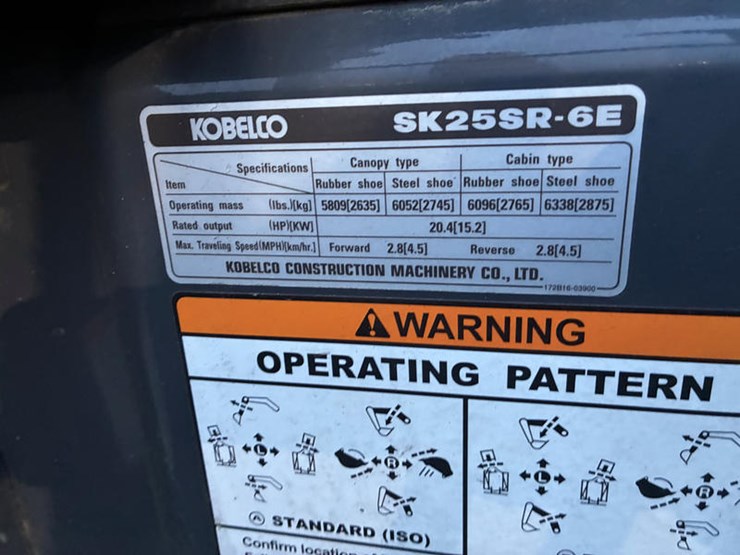 KOBELCO SK25SR-6E
Specifications Canopy type Cabin type
Item Rubber shoe Steel shoe Rubber shoe Steel shoe
Operating mass (lbs.)[kg] 5809[2635] 6052[2745] 6096[2765] 6338[2875]
Rated output (HP)[KW] 20.4[15.2]
Max. Traveling Speed(MPH)[km/hr.] Forward 2.8[4.5] Reverse 2.8[4.5]
KOBELCO CONSTRUCTION MACHINERY CO., LTD.
172B16-03900
WARNING
OPERATING PATTERN
L R L R
A STANDARD (ISO)
Confirm